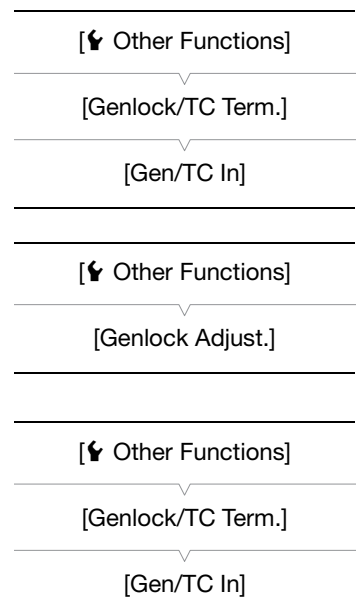 [ Other Functions]
[Genlock/TC Term.]
[Gen/TC In]
[ Other Functions]
[Genlock Adjust.]
[ Other Functions]
[Genlock/TC Term.]
[Gen/TC In]